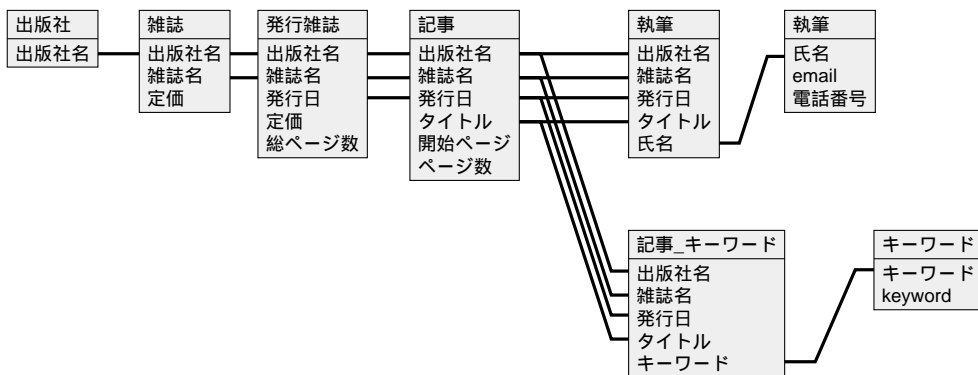 出版社
出版社名
雑誌
出版社名
雑誌名
定価
発行雑誌
出版社名
雑誌名
発行日
定価
総ページ数
記事
出版社名
雑誌名
発行日
タイトル
開始ページ
ページ数
執筆
出版社名
雑誌名
発行日
タイトル
氏名
執筆
氏名
email
電話番号
記事_キーワード
出版社名
雑誌名
発行日
タイトル
キーワード
キーワード
キーワード
keyword